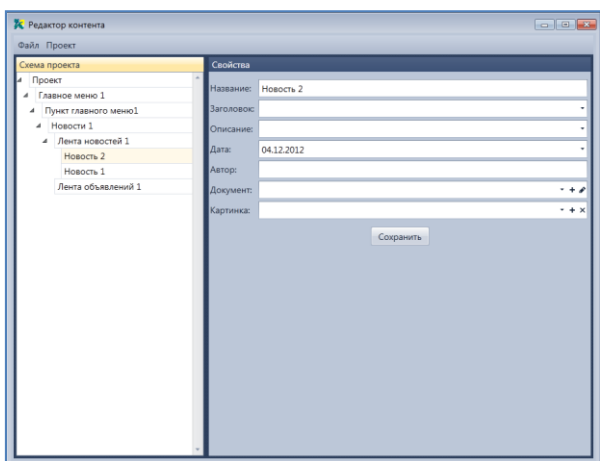 Редактор контента
Файл Проект
Схема проекта
Проект
Главное меню 1
Пункт главного меню1
Новости 1
Лента новостей 1
Новость 2
Новость 1
Лента объявлений 1
Свойства
Название: Новость 2
Заголовок:
Описание:
Дата: 04.12.2012
Автор:
Документ:
Картинка:
Сохранить